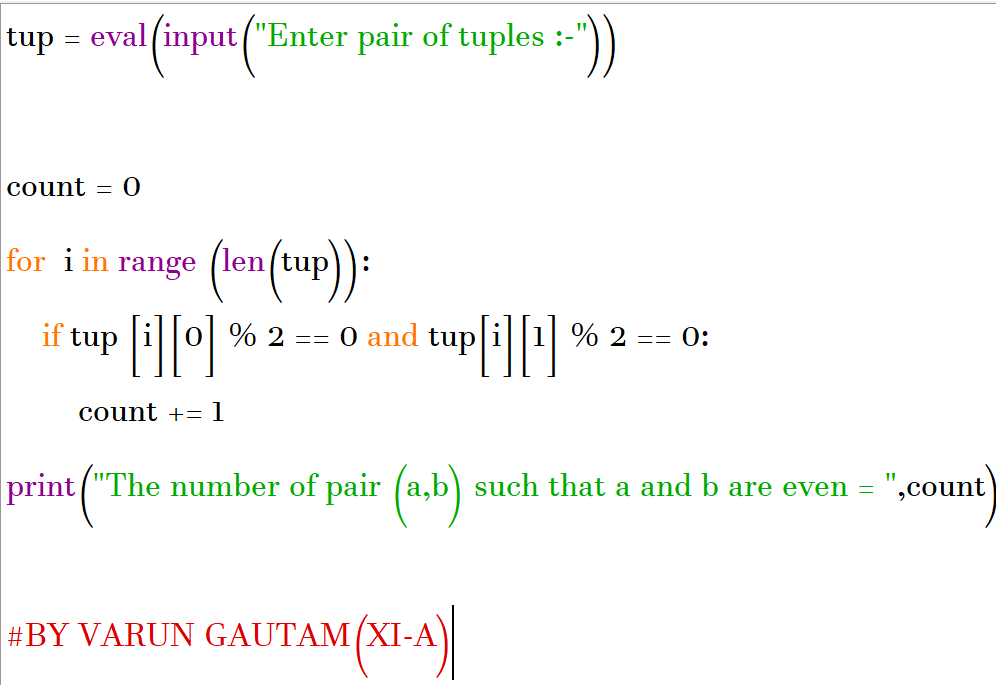 tup = eval(input("Enter pair of tuples :-"))
count = 0
for  i in range (len(tup)):
    if tup [i][0] % 2 == 0 and tup[i][1] % 2 == 0:
        count += 1
print("The number of pair (a,b) such that a and b are even = ",count)
#BY VARUN GAUTAM(XI-A)